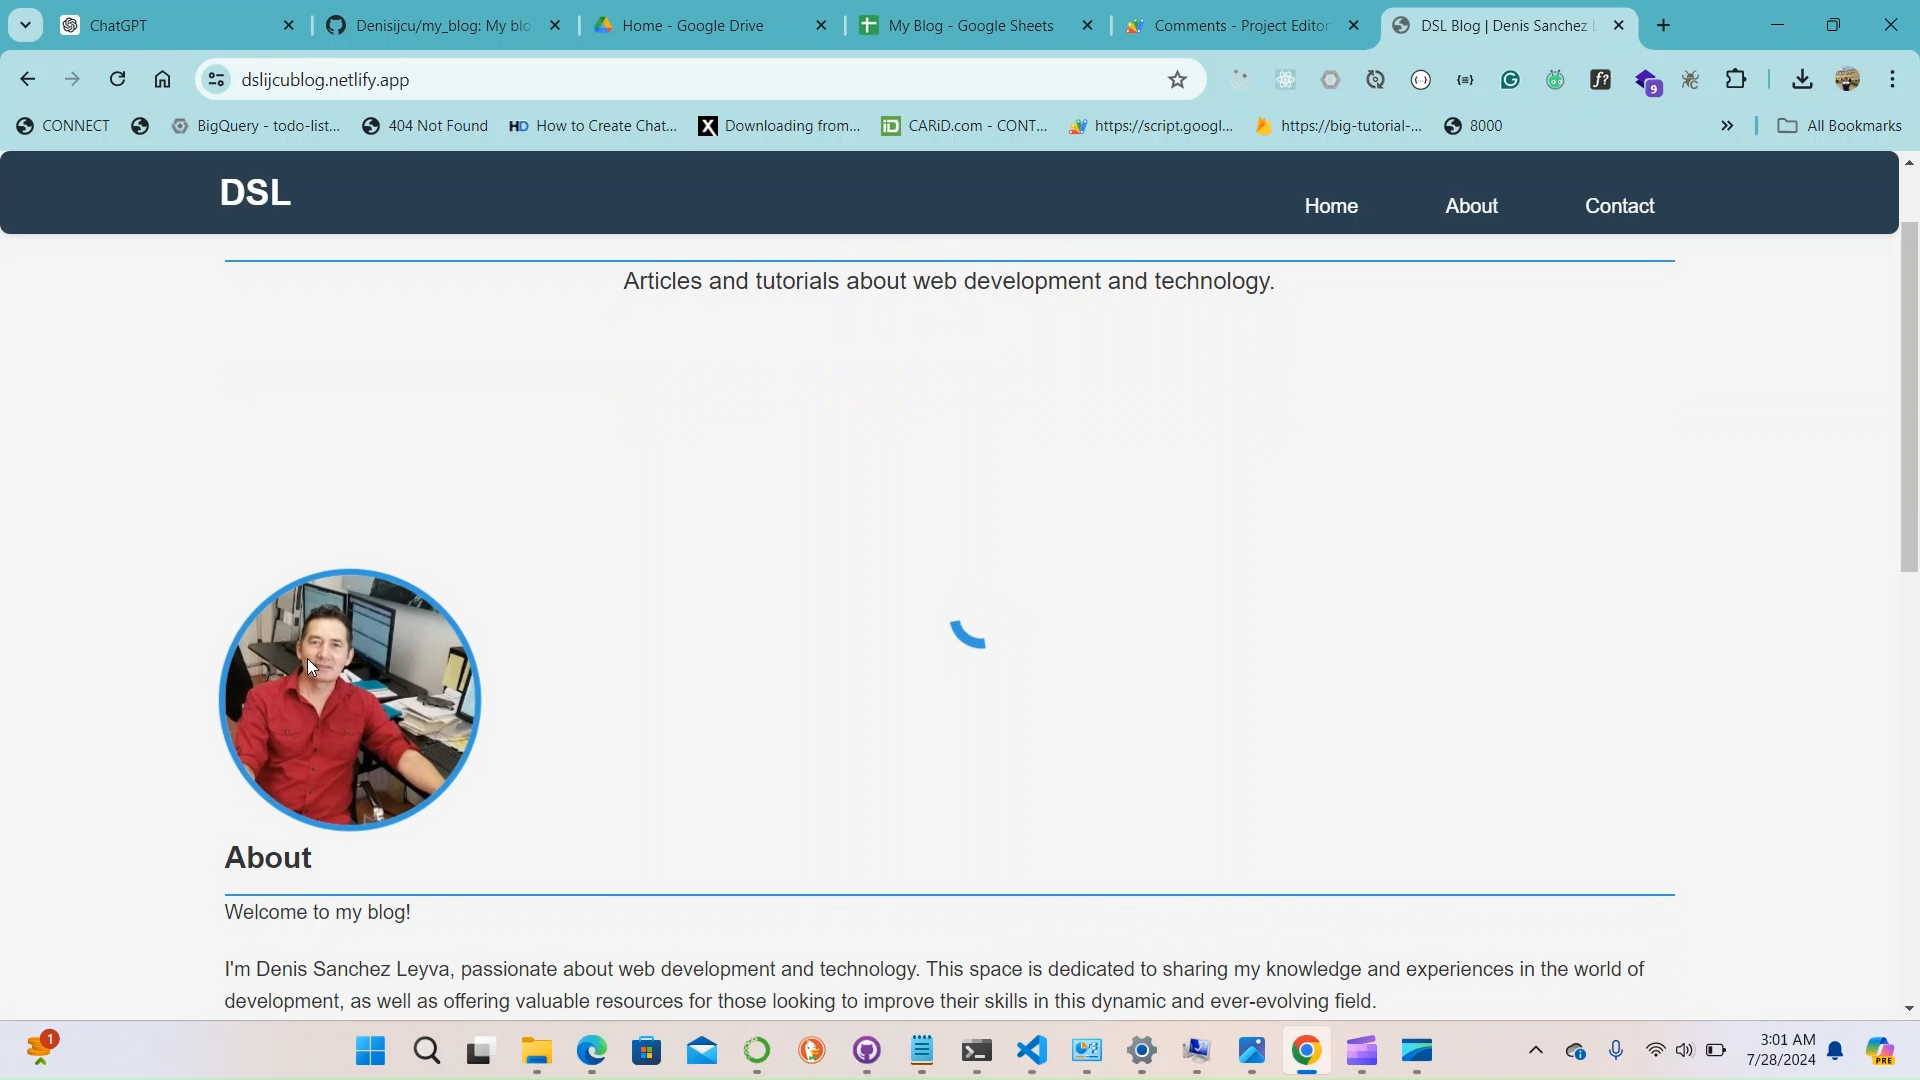 ChatGPT
Denisijcu/my_blog: My blo
Home - Google Drive
My Blog - Google Sheets
Comments - Project Editor
DSL Blog | Denis Sanchez L
dslijcublog.netlify.app
9
CONNECT
BigQuery - todo-list...
404 Not Found
HD How to Create Chat...
X Downloading from...
iD CARiD.com - CONT...
https://script.googl...
https://big-tutorial-...
8000
All Bookmarks
DSL
Home
About
Contact
Articles and tutorials about web development and technology.
About
Welcome to my blog!
I'm Denis Sanchez Leyva, passionate about web development and technology. This space is dedicated to sharing my knowledge and experiences in the world of
development, as well as offering valuable resources for those looking to improve their skills in this dynamic and ever-evolving field.
1
3:01 AM
7/28/2024
PRE